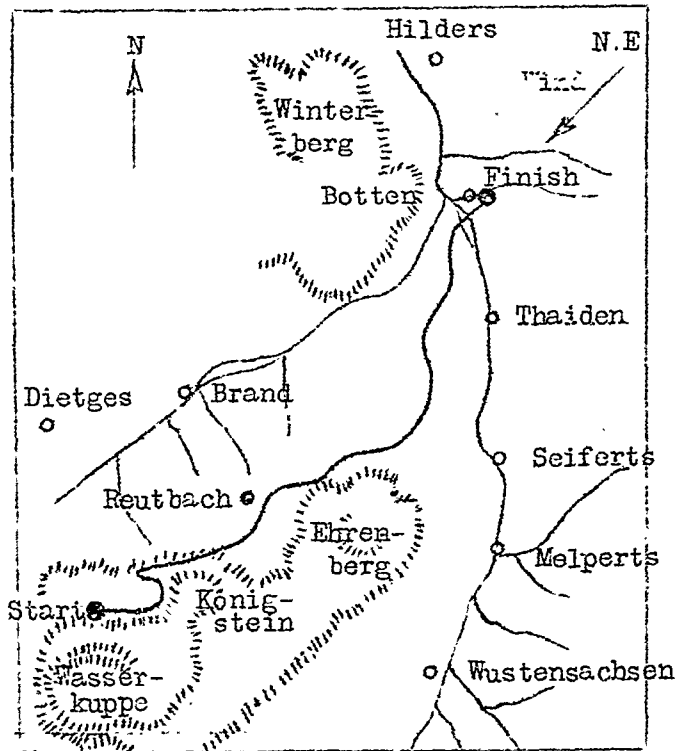 Hilders
N
N.E
Wind
Winter
berg
Finish
Botten
Thaiden
Dietges
Brand
Seiferts
Reutbach
Ehren-
berg
Melperts
Start
König-
stein
Wustensachsen
Wasser-
kuppe